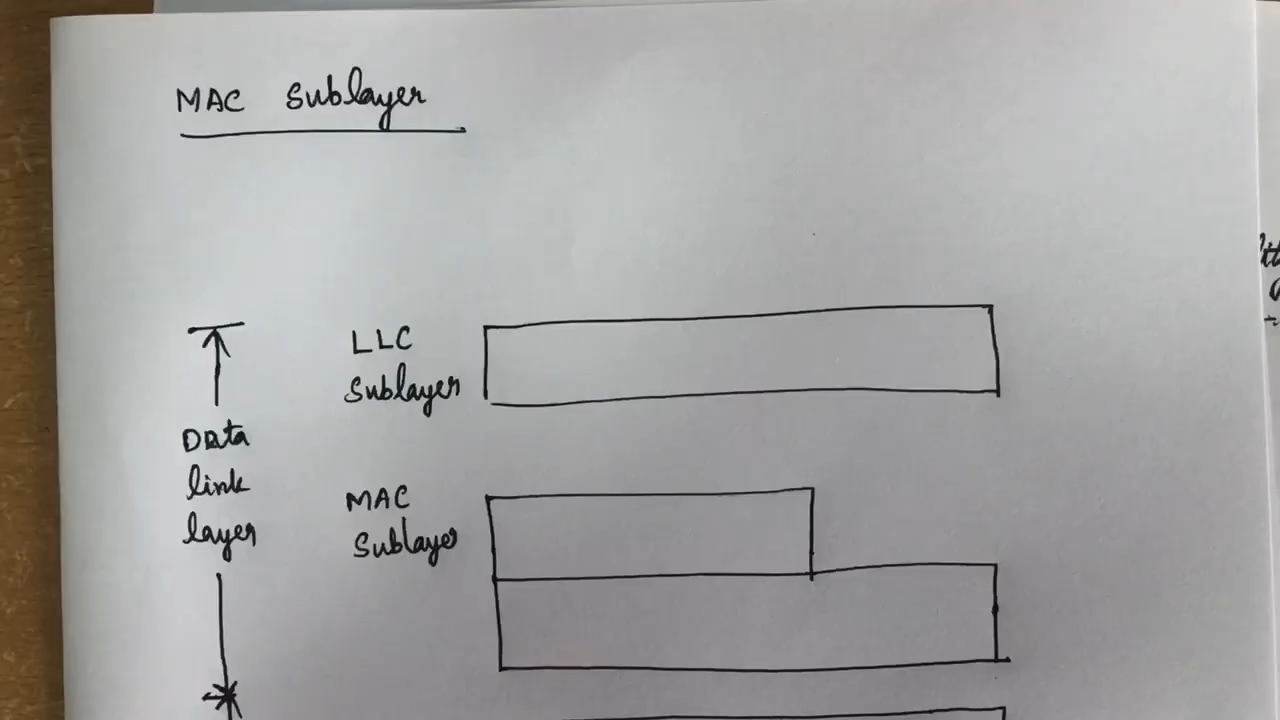 MAC Sublayer
LLC
Sublayer
Data
link
layer
MAC
Sublayer